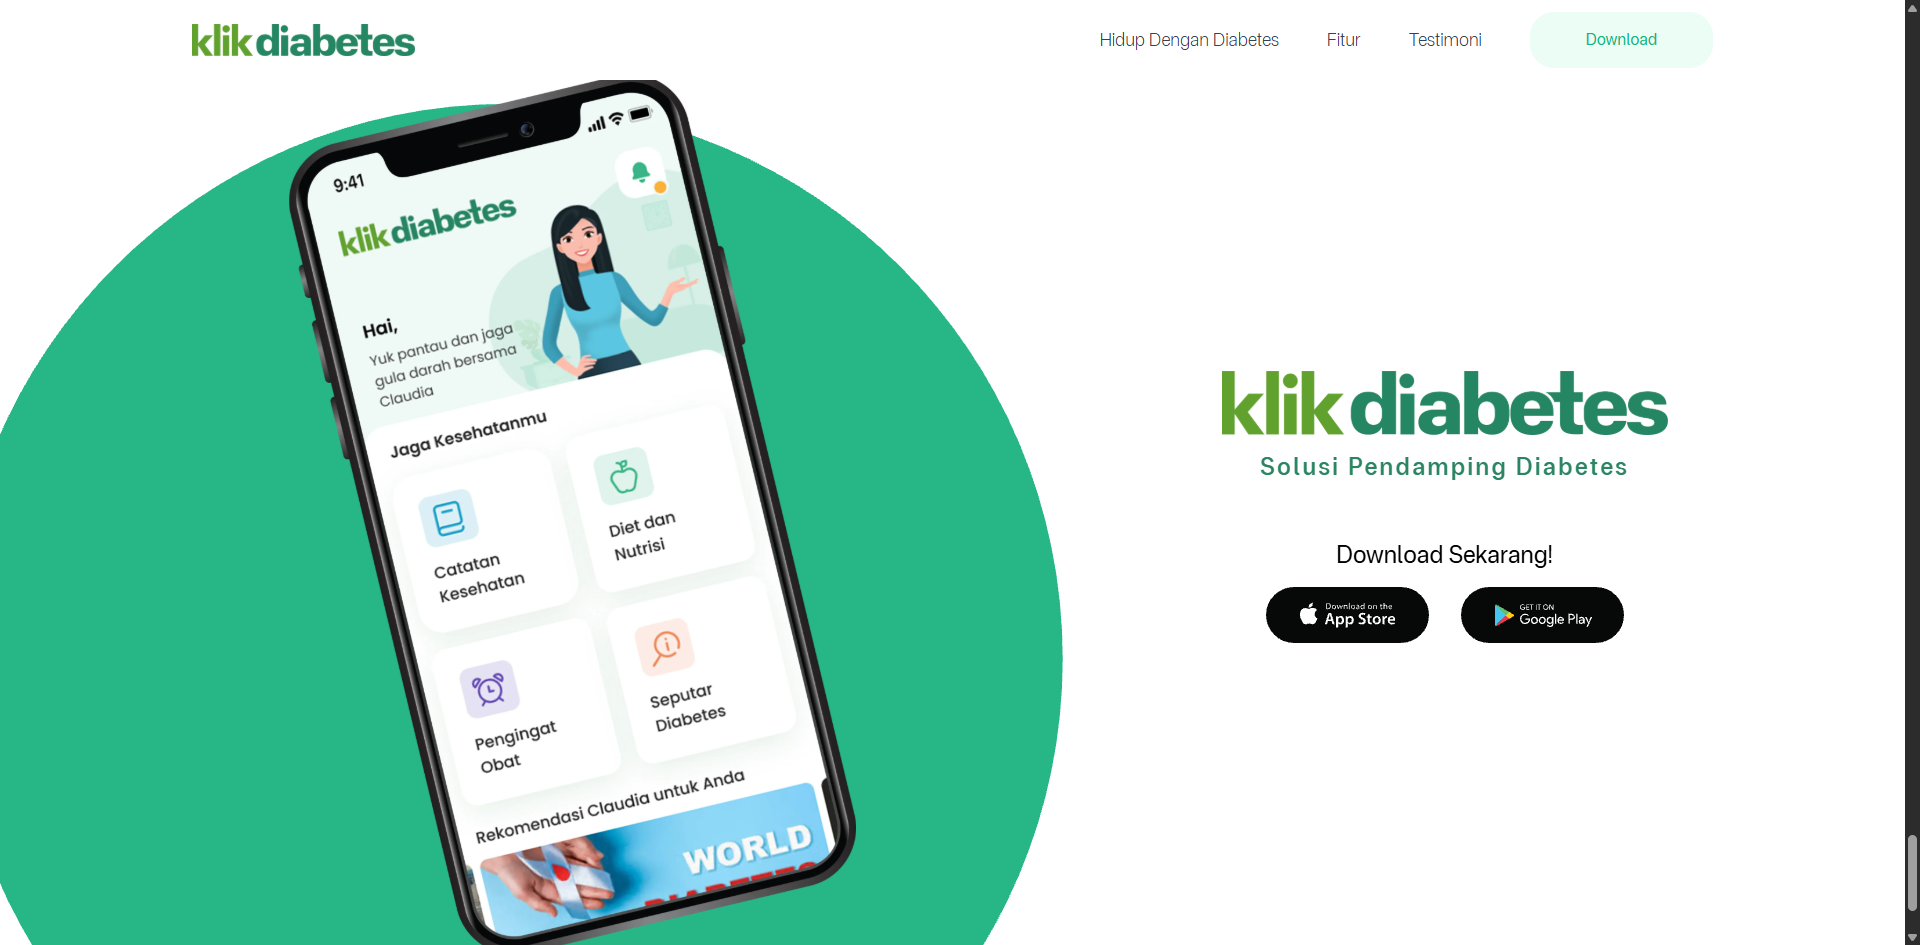 klikdiabetes
Hidup Dengan Diabetes
Fitur
Testimoni
Download
9:41
klikdiabetes
Hai,
Yuk pantau dan jaga
gula darah bersama
Claudia
Jaga Kesehatanmu
Catatan
Kesehatan
Diet dan
Nutrisi
Pengingat
Obat
Seputar
Diabetes
Rekomendasi Claudia untuk Anda
WORLD
klikdiabetes
Solusi Pendamping Diabetes
Download Sekarang!
Download on the
App Store
GET IT ON
Google Play